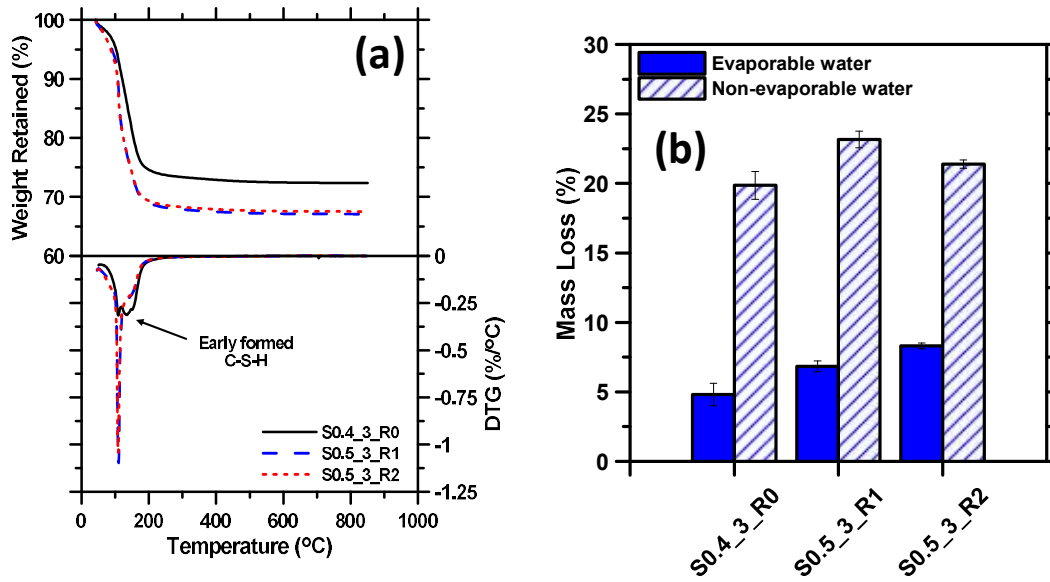 (a)
Weight Retained (%)
100
90
80
70
60
0
-0.25
-0.5
-0.75
-1
-1.25
DTG (%/ºC)
Early formed
C-S-H
S0.4_3_R0
S0.5_3_R1
S0.5_3_R2
0
200
400
600
800
1000
Temperature (ºC)
(b)
Mass Loss (%)
30
25
20
15
10
5
0
Evaporable water
Non-evaporable water
S0.4_3_R0
S0.5_3_R1
S0.5_3_R2